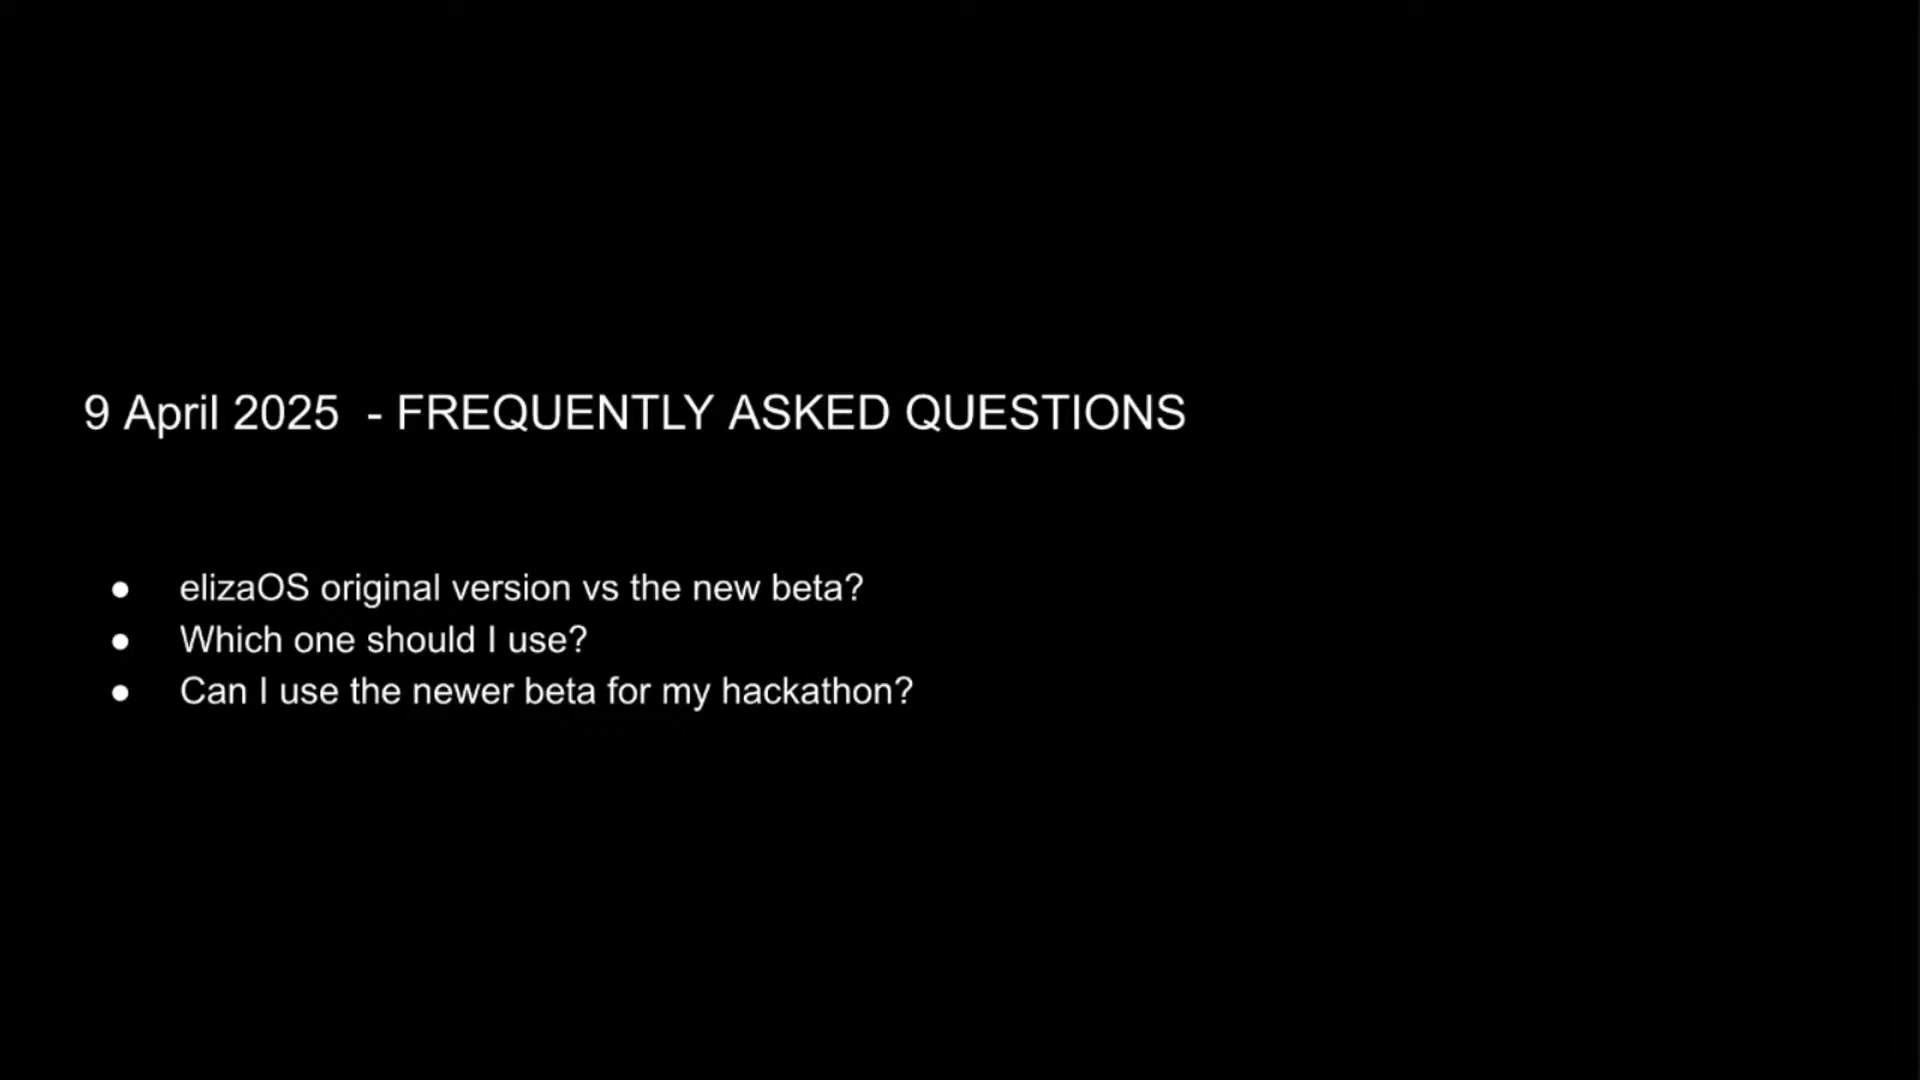 9 April 2025  - FREQUENTLY ASKED QUESTIONS
● elizaOS original version vs the new beta?
● Which one should I use?
● Can I use the newer beta for my hackathon?